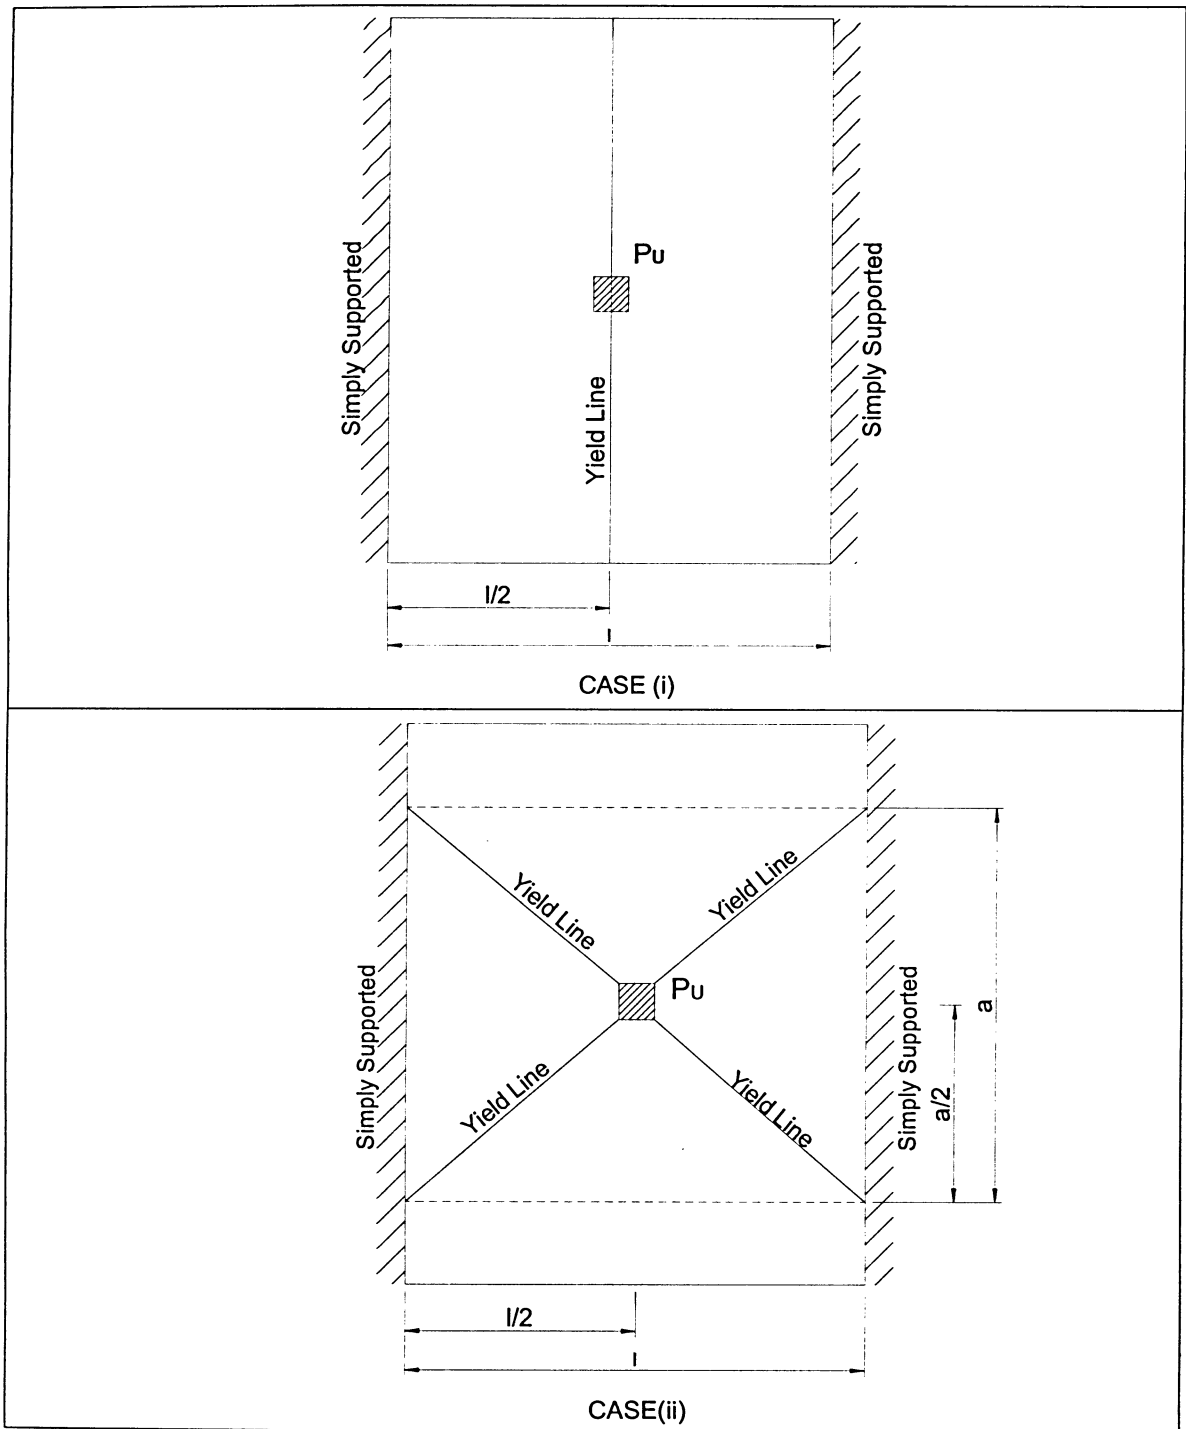 Simply Supported
PU
Simply Supported
Yield Line
l/2
l
CASE (i)
Yield Line
Yield Line
Simply Supported
PU
Simply Supported
a
a/2
Yield Line
Yield Line
l/2
l
CASE(ii)